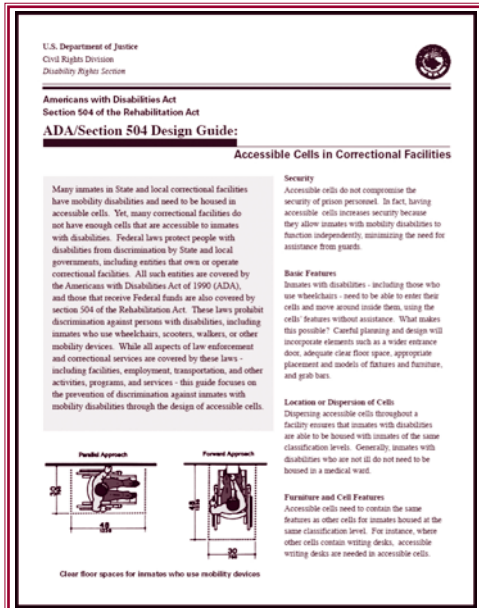 U.S. Department of Justice
Civil Rights Division
Disability Rights Section
Americans with Disabilities Act
Section 504 of the Rehabilitation Act
ADA/Section 504 Design Guide:
Accessible Cells in Correctional Facilities
Many inmates in State and local correctional facilities
have mobility disabilities and need to be housed in
accessible cells. Yet, many correctional facilities do
not have enough cells that are accessible to inmates
with disabilities. Federal laws protect people with
disabilities from discrimination by State and local
governments, including entities that own or operate
correctional facilities. All such entities are covered by
the Americans with Disabilities Act of 1990 (ADA),
and those that receive Federal funds are also covered by
section 504 of the Rehabilitation Act. These laws prohibit
discrimination against persons with disabilities, including
inmates who use wheelchairs, scooters, walkers, or other
mobility devices. While all aspects of law enforcement
and correctional services are covered by these laws -
including facilities, employment, transportation, and other
activities, programs, and services - this guide focuses on
the prevention of discrimination against inmates with
mobility disabilities through the design of accessible cells.
Parallel Approach
30
48
Forward Approach
48
30
Clear floor spaces for inmates who use mobility devices
Security
Accessible cells do not compromise the
security of prison personnel. In fact, having
accessible cells increases security because
they allow inmates with mobility disabilities to
function independently, minimizing the need for
assistance from guards.
Basic Features
Inmates with disabilities - including those who
use wheelchairs - need to be able to enter their
cells and move around inside them, using the
cells' features without assistance. What makes
this possible? Careful planning and design will
incorporate elements such as a wider entrance
door, adequate clear floor space, appropriate
placement and models of fixtures and furniture,
and grab bars.
Location or Dispersion of Cells
Dispersing accessible cells throughout a
facility ensures that inmates with disabilities
are able to be housed with inmates of the same
classification levels. Generally, inmates with
disabilities who are not ill do not need to be
housed in a medical ward.
Furniture and Cell Features
Accessible cells need to contain the same
features as other cells for inmates housed at the
same classification level. For instance, where
other cells contain writing desks, accessible
writing desks are needed in accessible cells.